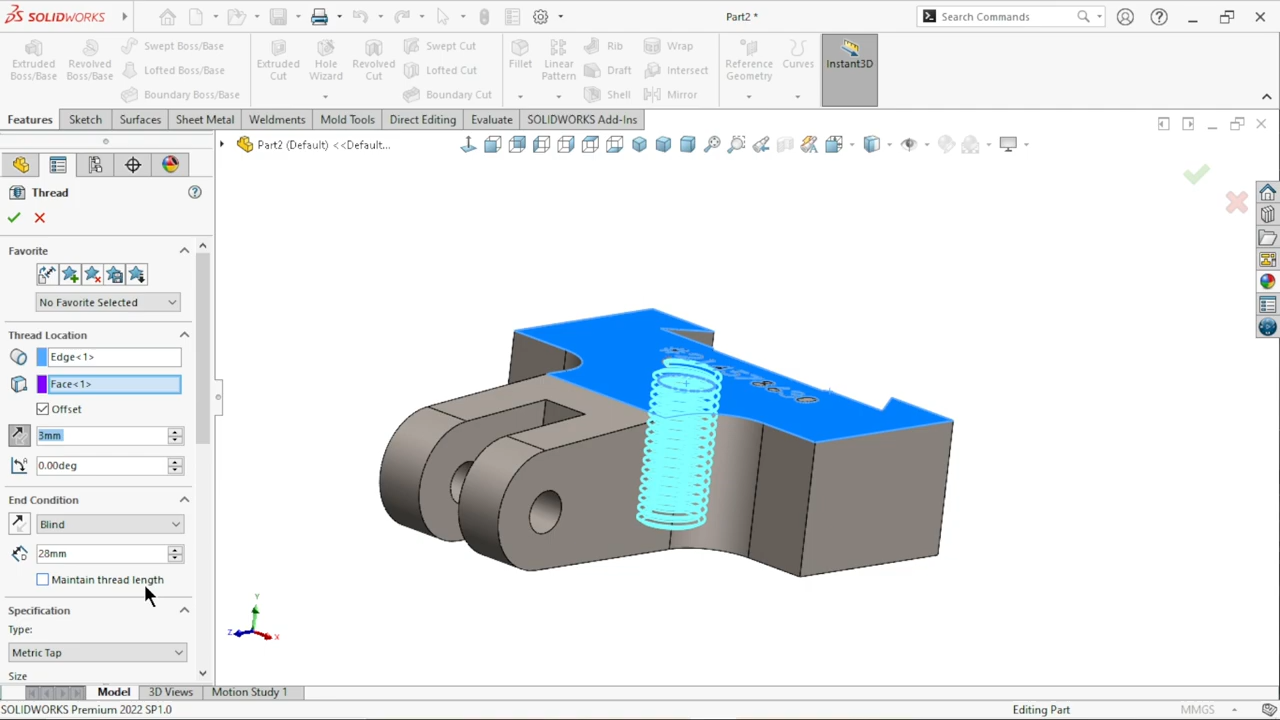 SOLIDWORKS
Part2 *
Search Commands
Extruded Boss/Base
Revolved Boss/Base
Swept Boss/Base
Lofted Boss/Base
Boundary Boss/Base
Extruded Cut
Hole Wizard
Revolved Cut
Swept Cut
Lofted Cut
Boundary Cut
Fillet
Linear Pattern
Rib
Draft
Shell
Wrap
Intersect
Mirror
Reference Geometry
Curves
Instant3D
Features
Sketch
Surfaces
Sheet Metal
Weldments
Mold Tools
Direct Editing
Evaluate
SOLIDWORKS Add-Ins
Part2 (Default) <<Default...
Thread
Favorite
No Favorite Selected
Thread Location
Edge<1>
Face<1>
Offset
3mm
0.00deg
End Condition
Blind
28mm
Maintain thread length
Specification
Type:
Metric Tap
Size
Y
Z
X
Model
3D Views
Motion Study 1
SOLIDWORKS Premium 2022 SP1.0
Editing Part
MMGS